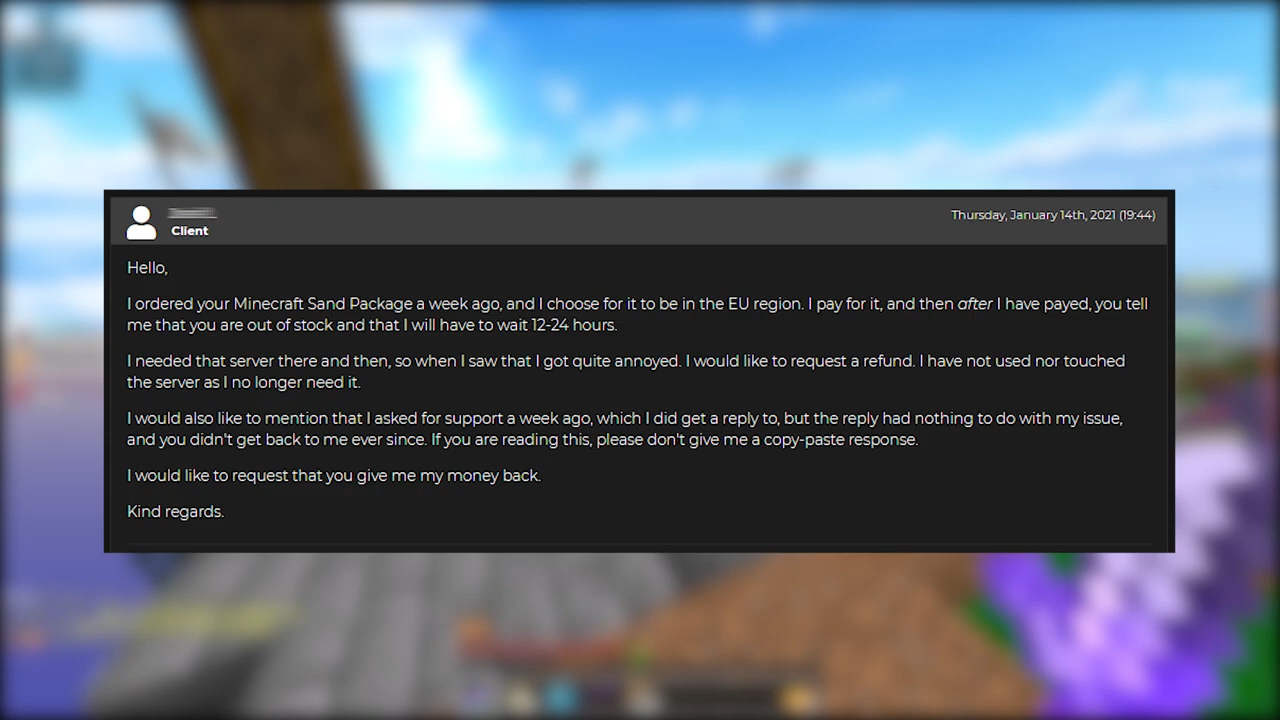 Client
Thursday, January 14th, 2021 (19:44)
Hello,
I ordered your Minecraft Sand Package a week ago, and I choose for it to be in the EU region. I pay for it, and then after I have payed, you tell
me that you are out of stock and that I will have to wait 12-24 hours.
I needed that server there and then, so when I saw that I got quite annoyed. I would like to request a refund. I have not used nor touched
the server as I no longer need it.
I would also like to mention that I asked for support a week ago, which I did get a reply to, but the reply had nothing to do with my issue,
and you didn't get back to me ever since. If you are reading this, please don't give me a copy-paste response.
I would like to request that you give me my money back.
Kind regards.